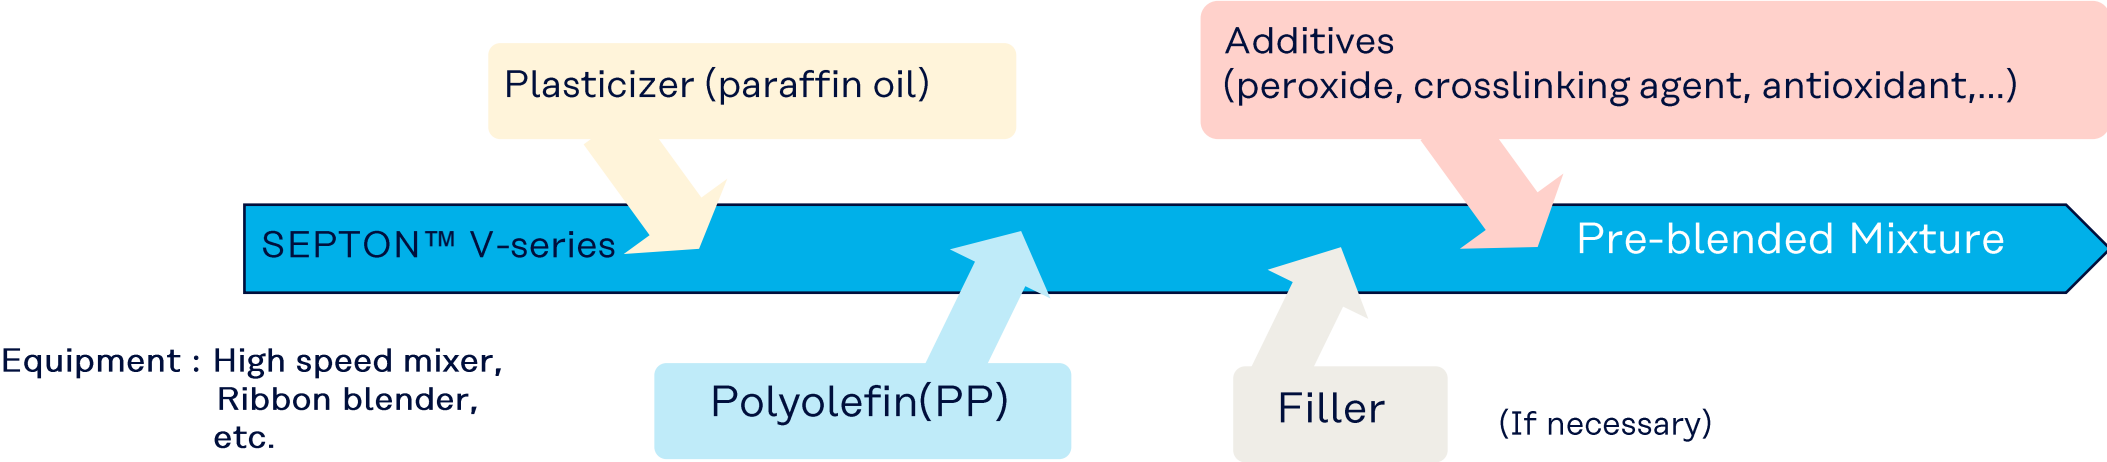 Additives
(peroxide, crosslinking agent, antioxidant,...)
Plasticizer (paraffin oil)
SEPTON™ V-series
Pre-blended Mixture
Equipment : High speed mixer,
Ribbon blender,
etc.
Polyolefin(PP)
Filler
(If necessary)